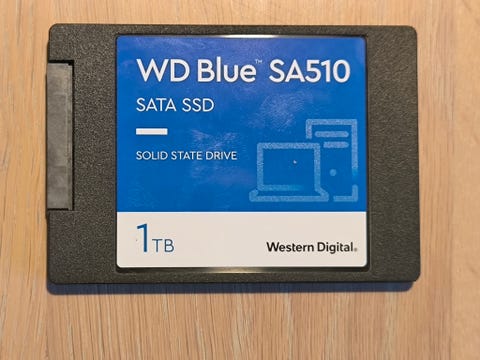 WD Blue™ SA510
SATA SSD
SOLID STATE DRIVE
1TB
Western Digital®